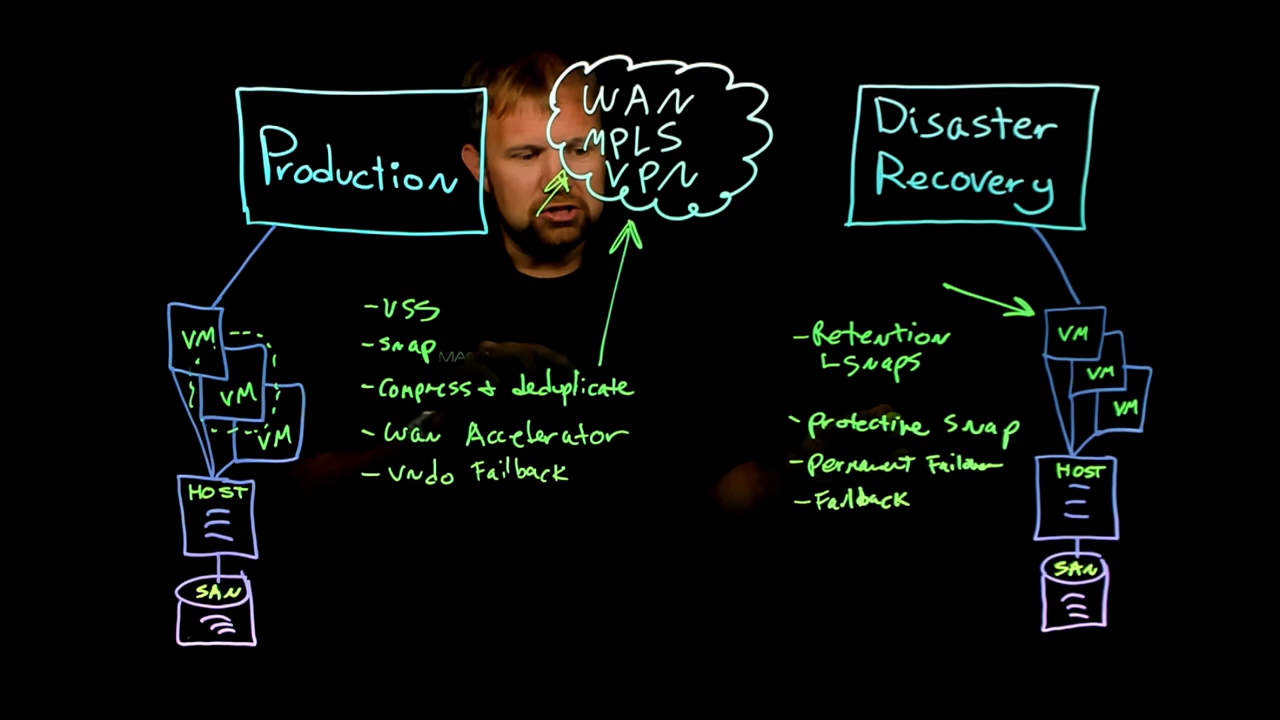 Production
WAN
MPLS
VPN
Disaster
Recovery
VM
VM
VM
HOST
SAN
-VSS
-Snap
-Compress & deduplicate
-Wan Accelerator
-Undo Failback
-Retention
Snaps
-Protective Snap
-Permanent Failover
-Failback
VM
VM
VM
HOST
SAN